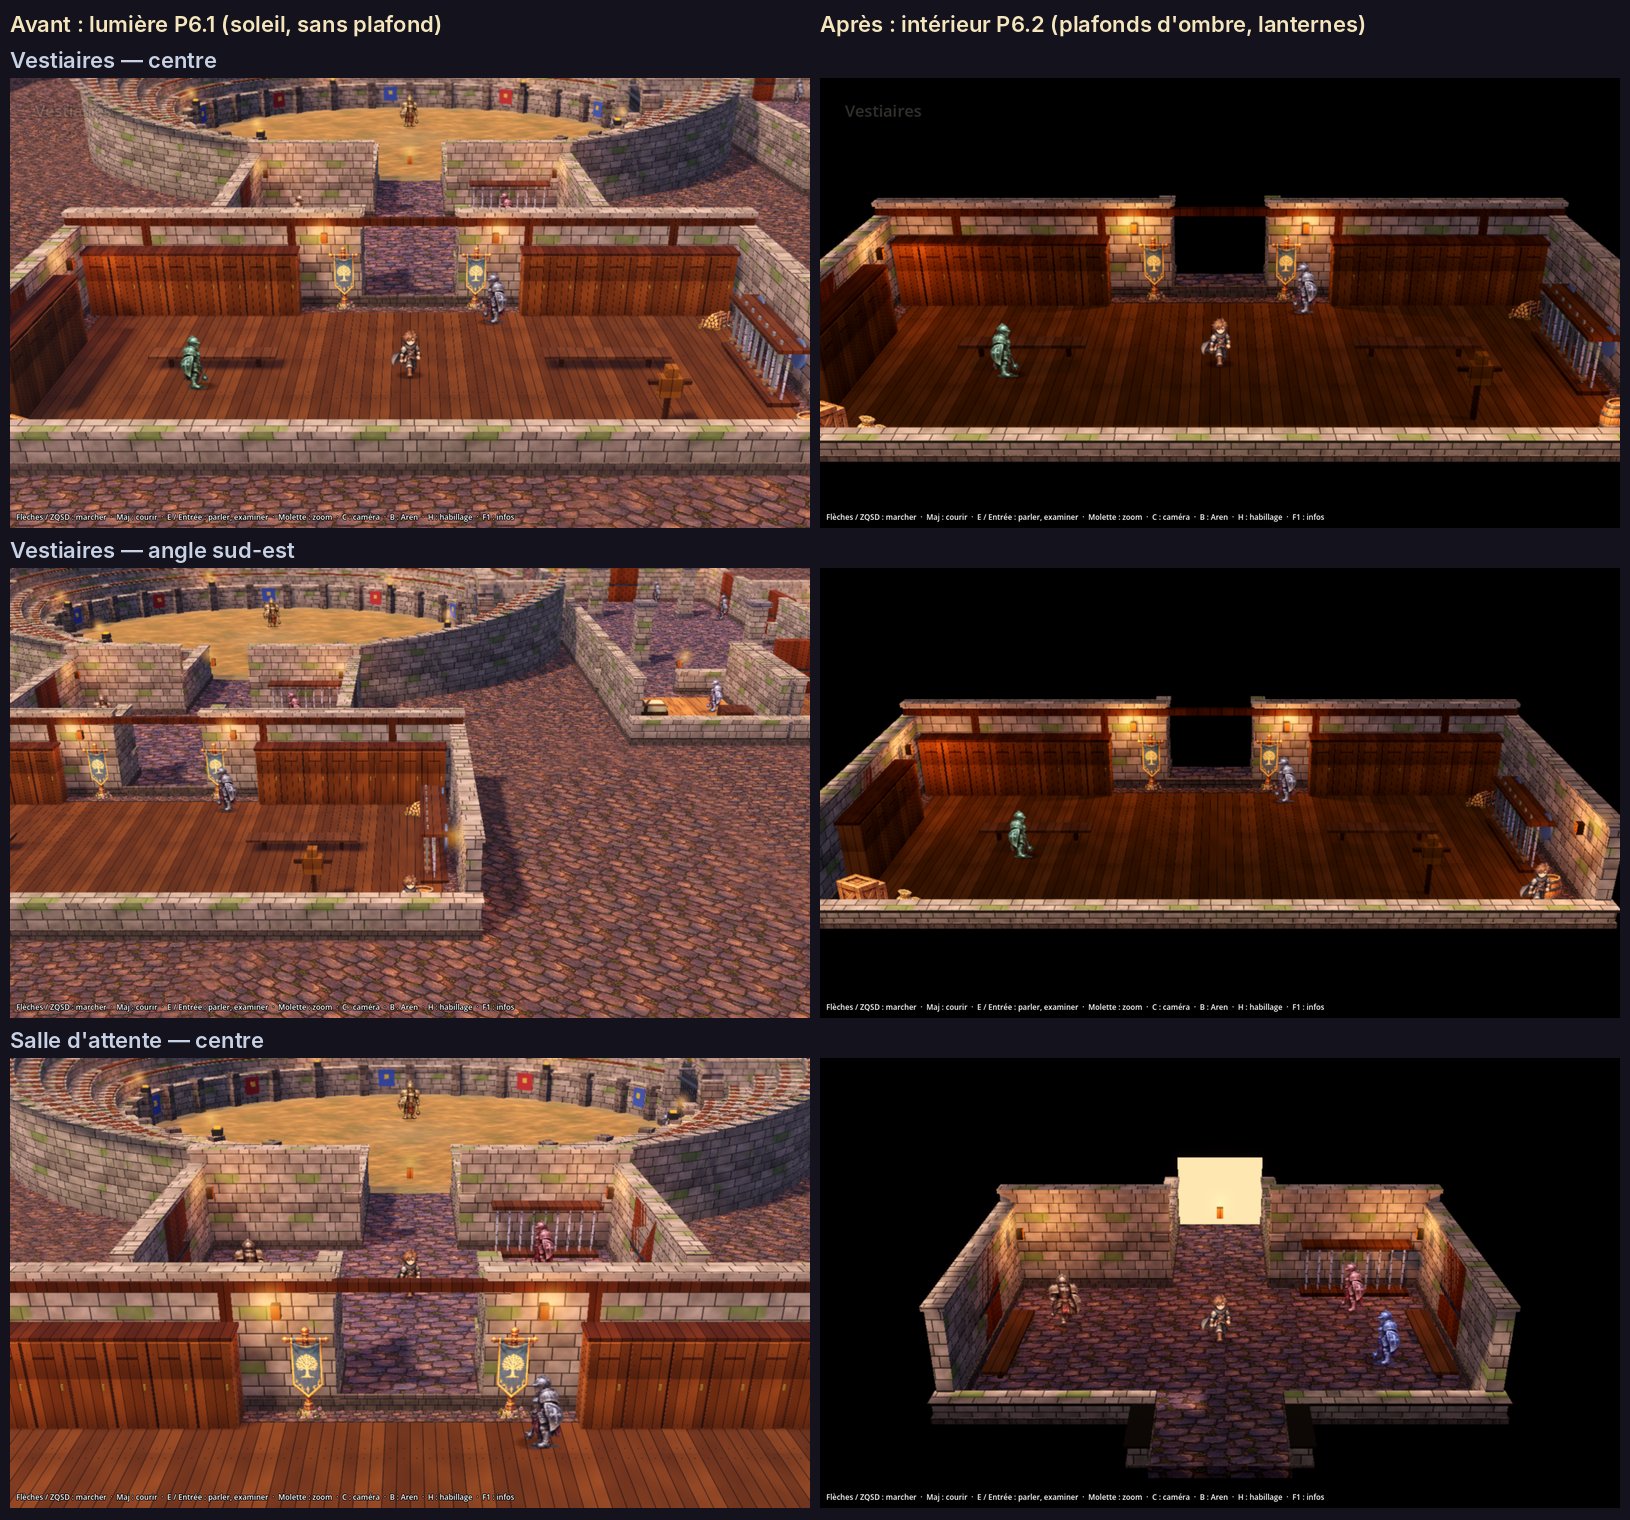 Avant : lumière P6.1 (soleil, sans plafond)
Après : intérieur P6.2 (plafonds d'ombre, lanternes)
Vestiaires — centre
Vestiaires
Vestiaires
Flèches / ZQSD : marcher · Maj : courir · E / Entrée : parler, examiner · Molette : zoom · C : caméra · B : Aren · H : habillage · F1 : infos
Flèches / ZQSD : marcher · Maj : courir · E / Entrée : parler, examiner · Molette : zoom · C : caméra · B : Aren · H : habillage · F1 : infos
Vestiaires — angle sud-est
Flèches / ZQSD : marcher · Maj : courir · E / Entrée : parler, examiner · Molette : zoom · C : caméra · B : Aren · H : habillage · F1 : infos
Flèches / ZQSD : marcher · Maj : courir · E / Entrée : parler, examiner · Molette : zoom · C : caméra · B : Aren · H : habillage · F1 : infos
Salle d'attente — centre
Flèches / ZQSD : marcher · Maj : courir · E / Entrée : parler, examiner · Molette : zoom · C : caméra · B : Aren · H : habillage · F1 : infos
Flèches / ZQSD : marcher · Maj : courir · E / Entrée : parler, examiner · Molette : zoom · C : caméra · B : Aren · H : habillage · F1 : infos